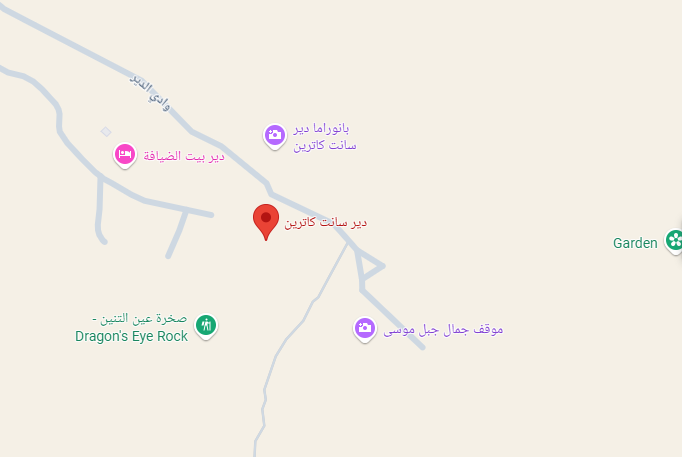 وادي الدير
بانوراما دير
سانت كاترين
دير بيت الضيافة
دير سانت كاترين
Garden
صخرة عين التنين -
Dragon's Eye Rock
موقف جمال جبل موسى